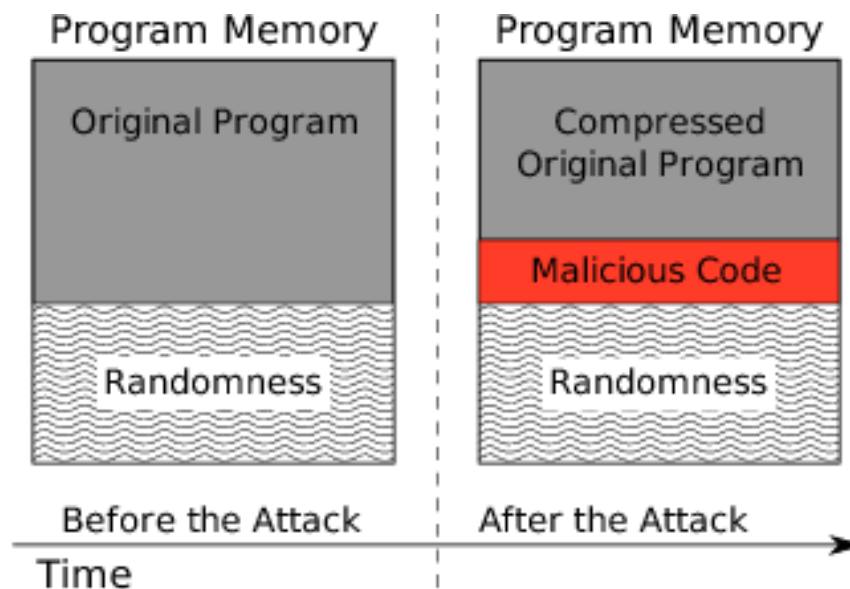 Program Memory
Original Program
Randomness
Before the Attack
Program Memory
Compressed
Original Program
Malicious Code
Randomness
After the Attack
Time